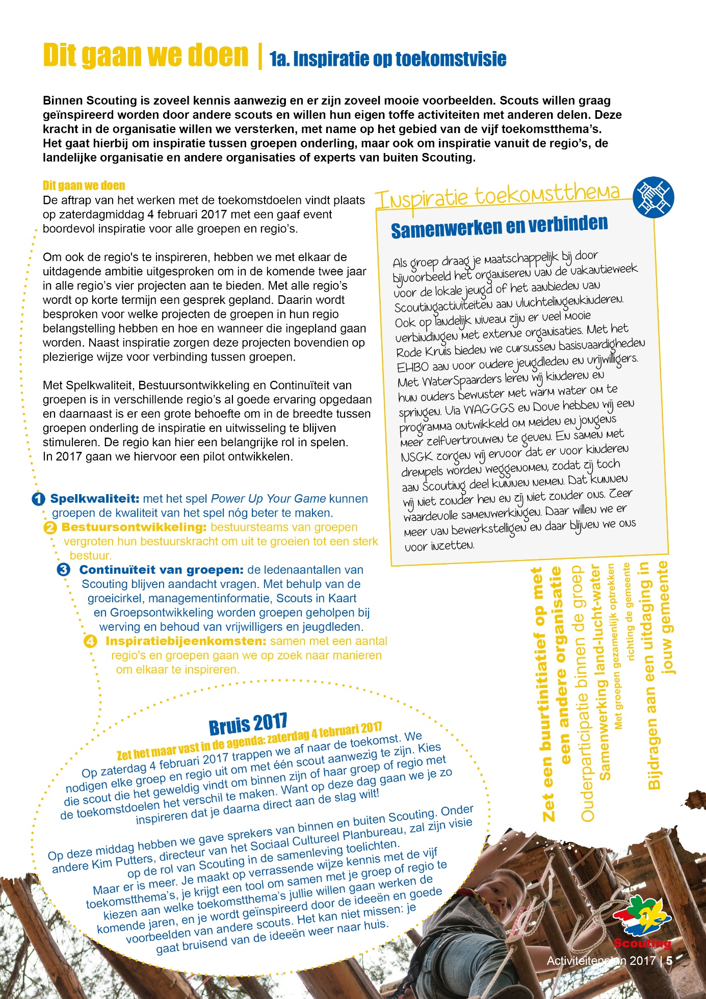 Dit gaan we doen | 1a. Inspiratie op toekomstvisie
Binnen Scouting is zoveel kennis aanwezig en er zijn zoveel mooie voorbeelden. Scouts willen graag
geïnspireerd worden door andere scouts en willen hun eigen toffe activiteiten met anderen delen. Deze
kracht in de organisatie willen we versterken, met name op het gebied van de vijf toekomstthema’s.
Het gaat hierbij om inspiratie tussen groepen onderling, maar ook om inspiratie vanuit de regio’s, de
landelijke organisatie en andere organisaties of experts van buiten Scouting.
Dit gaan we doen
De aftrap van het werken met de toekomstdoelen vindt plaats
op zaterdagmiddag 4 februari 2017 met een gaaf event
boordevol inspiratie voor alle groepen en regio’s.
Om ook de regio's te inspireren, hebben we met elkaar de
uitdagende ambitie uitgesproken om in de komende twee jaar
in alle regio’s vier projecten aan te bieden. Met alle regio’s
wordt op korte termijn een gesprek gepland. Daarin wordt
besproken voor welke projecten de groepen in hun regio
belangstelling hebben en hoe en wanneer die ingepland gaan
worden. Naast inspiratie zorgen deze projecten bovendien op
plezierige wijze voor verbinding tussen groepen.
Met Spelkwaliteit, Bestuursontwikkeling en Continuïteit van
groepen is in verschillende regio’s al goede ervaring opgedaan
en daarnaast is er een grote behoefte om in de breedte tussen
groepen onderling de inspiratie en uitwisseling te blijven
stimuleren. De regio kan hier een belangrijke rol in spelen.
In 2017 gaan we hiervoor een pilot ontwikkelen.
1 Spelkwaliteit: met het spel Power Up Your Game kunnen
groepen de kwaliteit van het spel nóg beter te maken.
2 Bestuursontwikkeling: bestuursteams van groepen
vergroten hun bestuurskracht om uit te groeien tot een sterk
bestuur.
3 Continuïteit van groepen: de ledenaantallen van
Scouting blijven aandacht vragen. Met behulp van de
groeicirkel, managementinformatie, Scouts in Kaart
en Groepsontwikkeling worden groepen geholpen bij
werving en behoud van vrijwilligers en jeugdleden.
4 Inspiratiebijeenkomsten: samen met een aantal
regio's en groepen gaan we op zoek naar manieren
om elkaar te inspireren.
Inspiratie toekomstthema
Samenwerken en verbinden
Als groep draag je maatschappelijk bij door
bijvoorbeeld het organiseren van de vakantieweek
voor de lokale jeugd of het aanbieden van
Scoutingactiviteiten aan vluchtelingenkinderen.
Ook op landelijk niveau zijn er veel mooie
verbindingen met externe organisaties. Met het
Rode Kruis bieden we cursussen basisvaardigheden
EHBO aan voor oudere jeugdleden en vrijwilligers.
Met WaterSpaarders leren wij kinderen en
hun ouders bewuster met warm water om te
springen. Via WAGGGS en Dove hebben wij een
programma ontwikkeld om meiden en jongens
meer zelfvertrouwen te geven. En samen met
NSGK zorgen wij ervoor dat er voor kinderen
drempels worden weggenomen, zodat zij toch
aan Scouting deel kunnen nemen. Dat kunnen
wij niet zonder hen en zij niet zonder ons. Zeer
waardevolle samenwerkingen. Daar willen we er
meer van bewerkstelligen en daar blijven we ons
voor inzetten.
Zet een buurtinitiatief op met
een andere organisatie
Ouderparticipatie binnen de groep
Samenwerking land-lucht-water
Met groepen gezamenlijk optrekken
richting de gemeente
Bijdragen aan een uitdaging in
jouw gemeente
Bruis 2017
Zet het maar vast in de agenda: zaterdag 4 februari 2017
Op zaterdag 4 februari 2017 trappen we af naar de toekomst. We
nodigen elke groep en regio uit om met één scout aanwezig te zijn. Kies
die scout die het geweldig vindt om binnen zijn of haar groep of regio met
de toekomstdoelen het verschil te maken. Want op deze dag gaan we je zo
inspireren dat je daarna direct aan de slag wilt!
Op deze middag hebben we gave sprekers van binnen en buiten Scouting. Onder
andere Kim Putters, directeur van het Sociaal Cultureel Planbureau, zal zijn visie
op de rol van Scouting in de samenleving toelichten.
Maar er is meer. Je maakt op verrassende wijze kennis met de vijf
toekomstthema’s, je krijgt een tool om samen met je groep of regio te
kiezen aan welke toekomstthema’s jullie willen gaan werken de
komende jaren, en je wordt geïnspireerd door de ideeën en goede
voorbeelden van andere scouts. Het kan niet missen: je
gaat bruisend van de ideeën weer naar huis.
Scouting
Activiteitenplan 2017 | 5